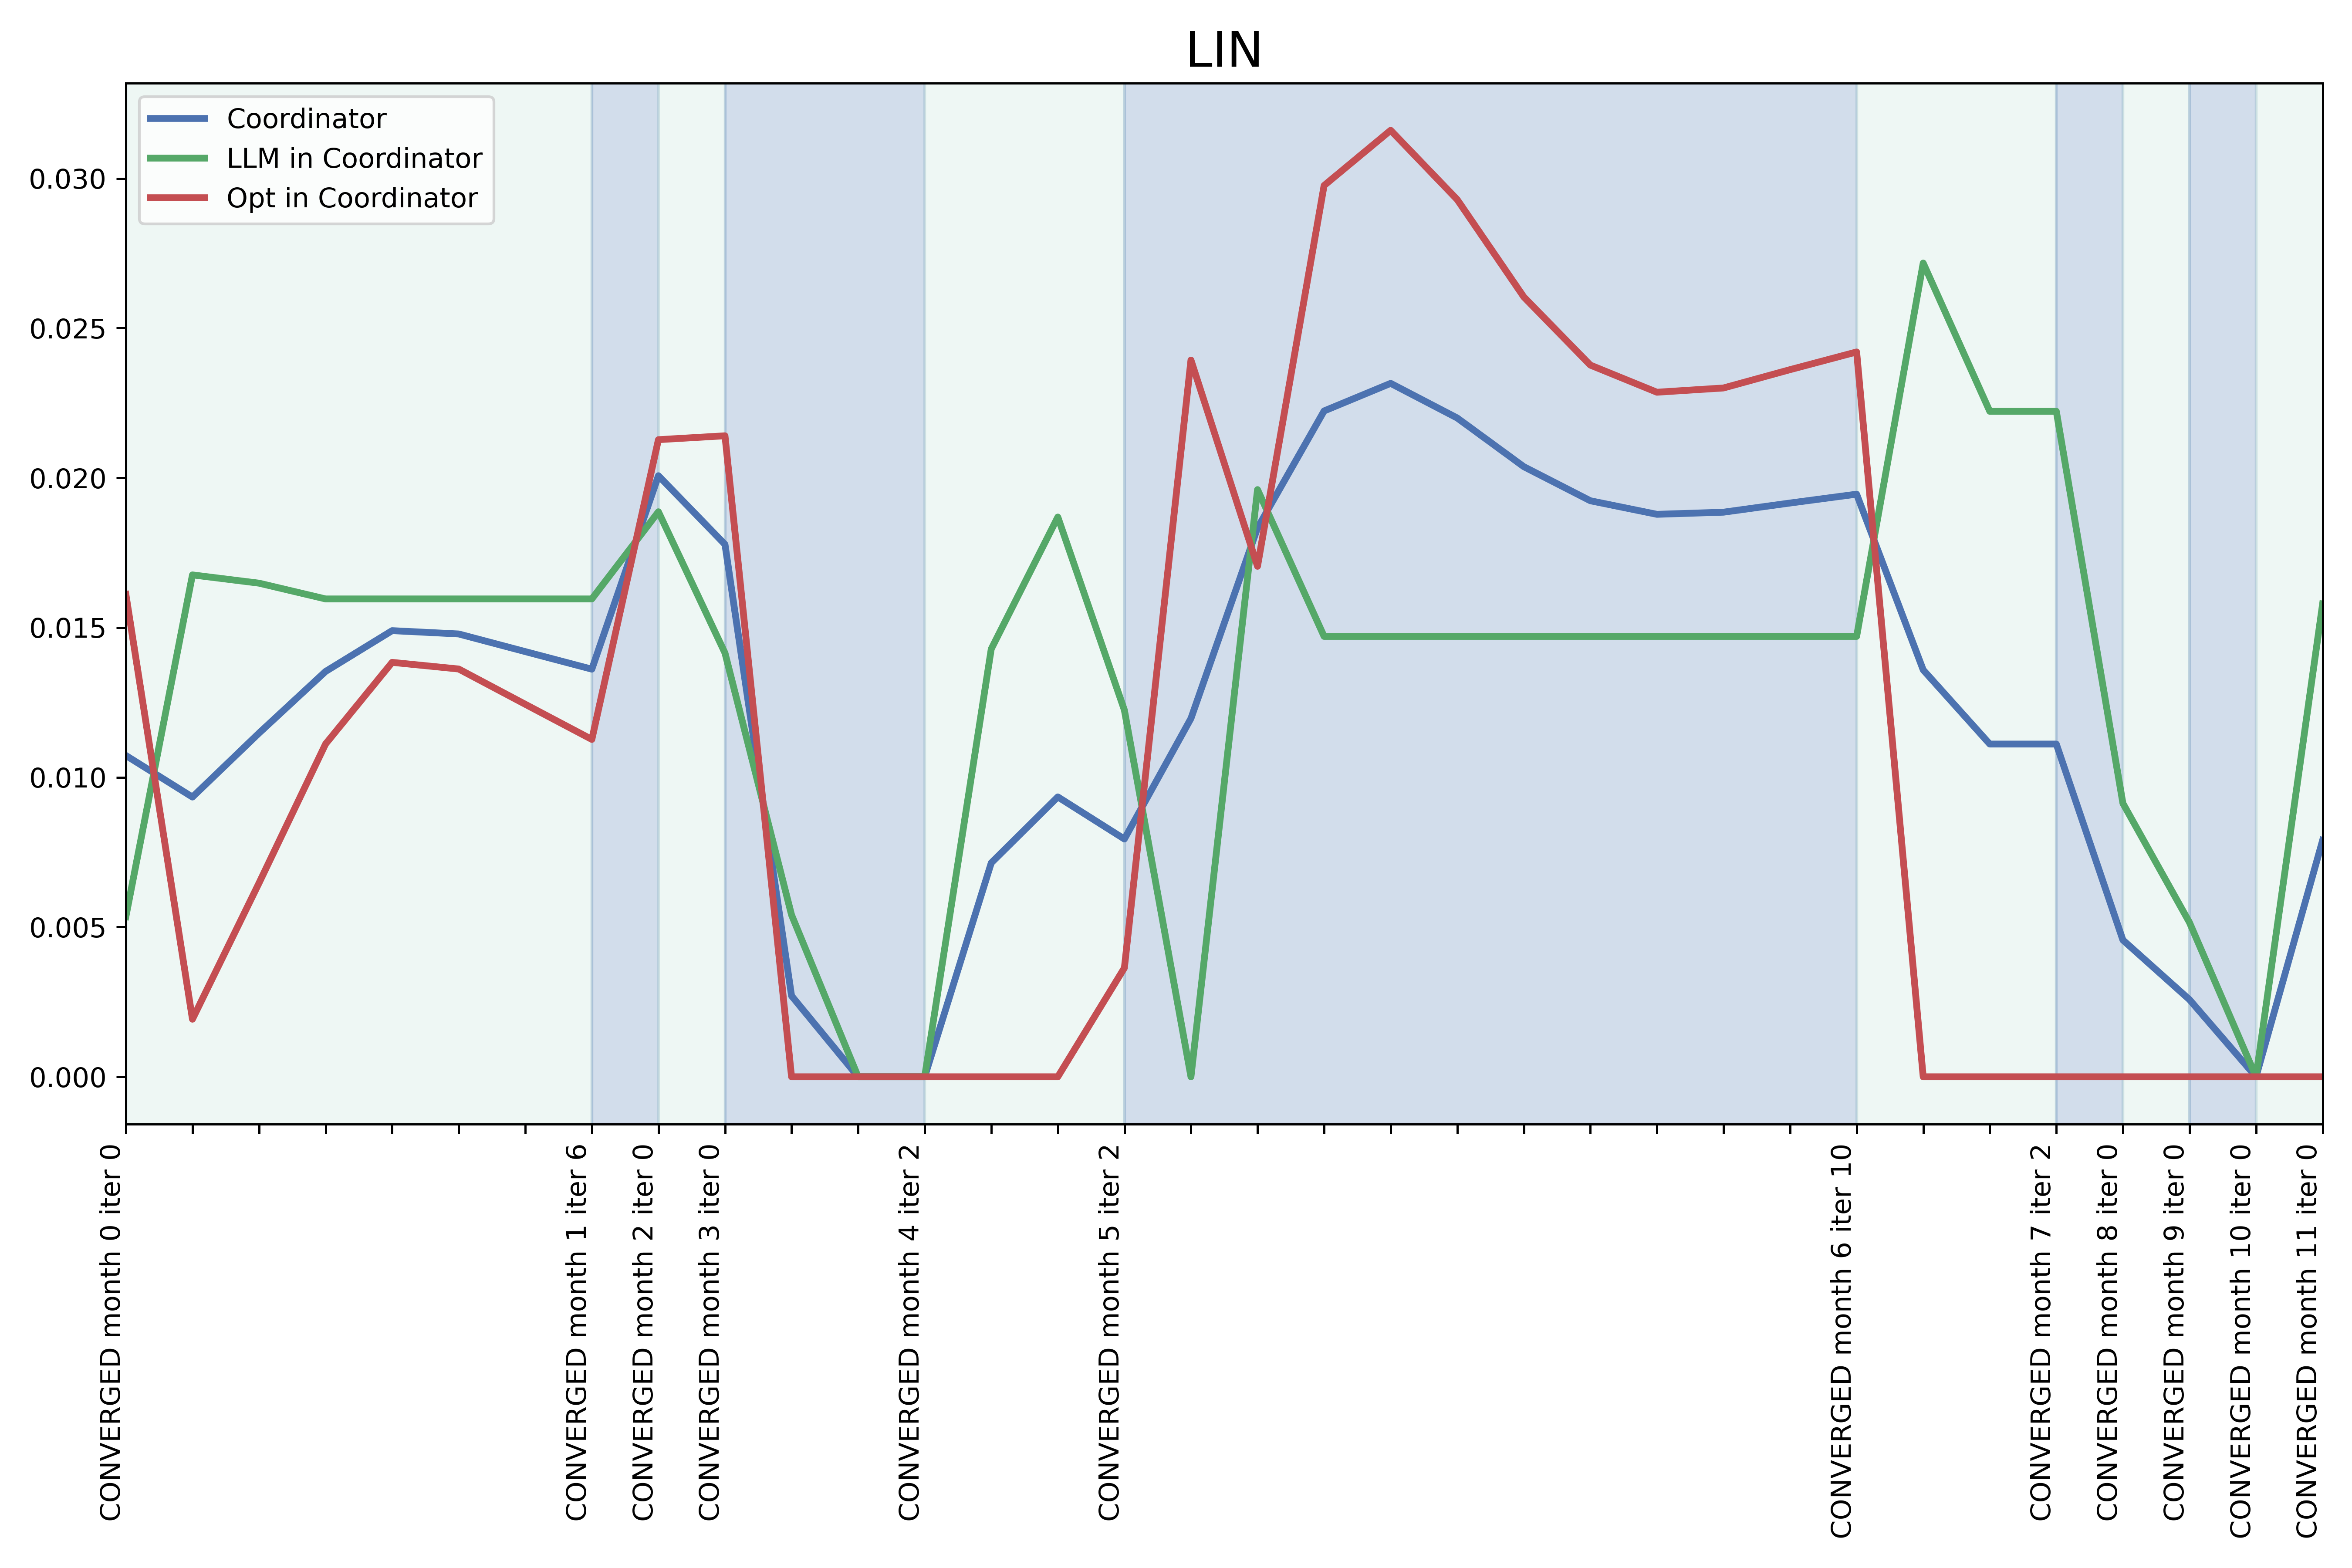 LIN
Coordinator
LLM in Coordinator
Opt in Coordinator
0.030
0.025
0.020
0.015
0.010
0.005
0.000
CONVERGED month 0 iter 0
CONVERGED month 1 iter 6
CONVERGED month 2 iter 0
CONVERGED month 3 iter 0
CONVERGED month 4 iter 2
CONVERGED month 5 iter 2
CONVERGED month 6 iter 10
CONVERGED month 7 iter 2
CONVERGED month 8 iter 0
CONVERGED month 9 iter 0
CONVERGED month 10 iter 0
CONVERGED month 11 iter 0